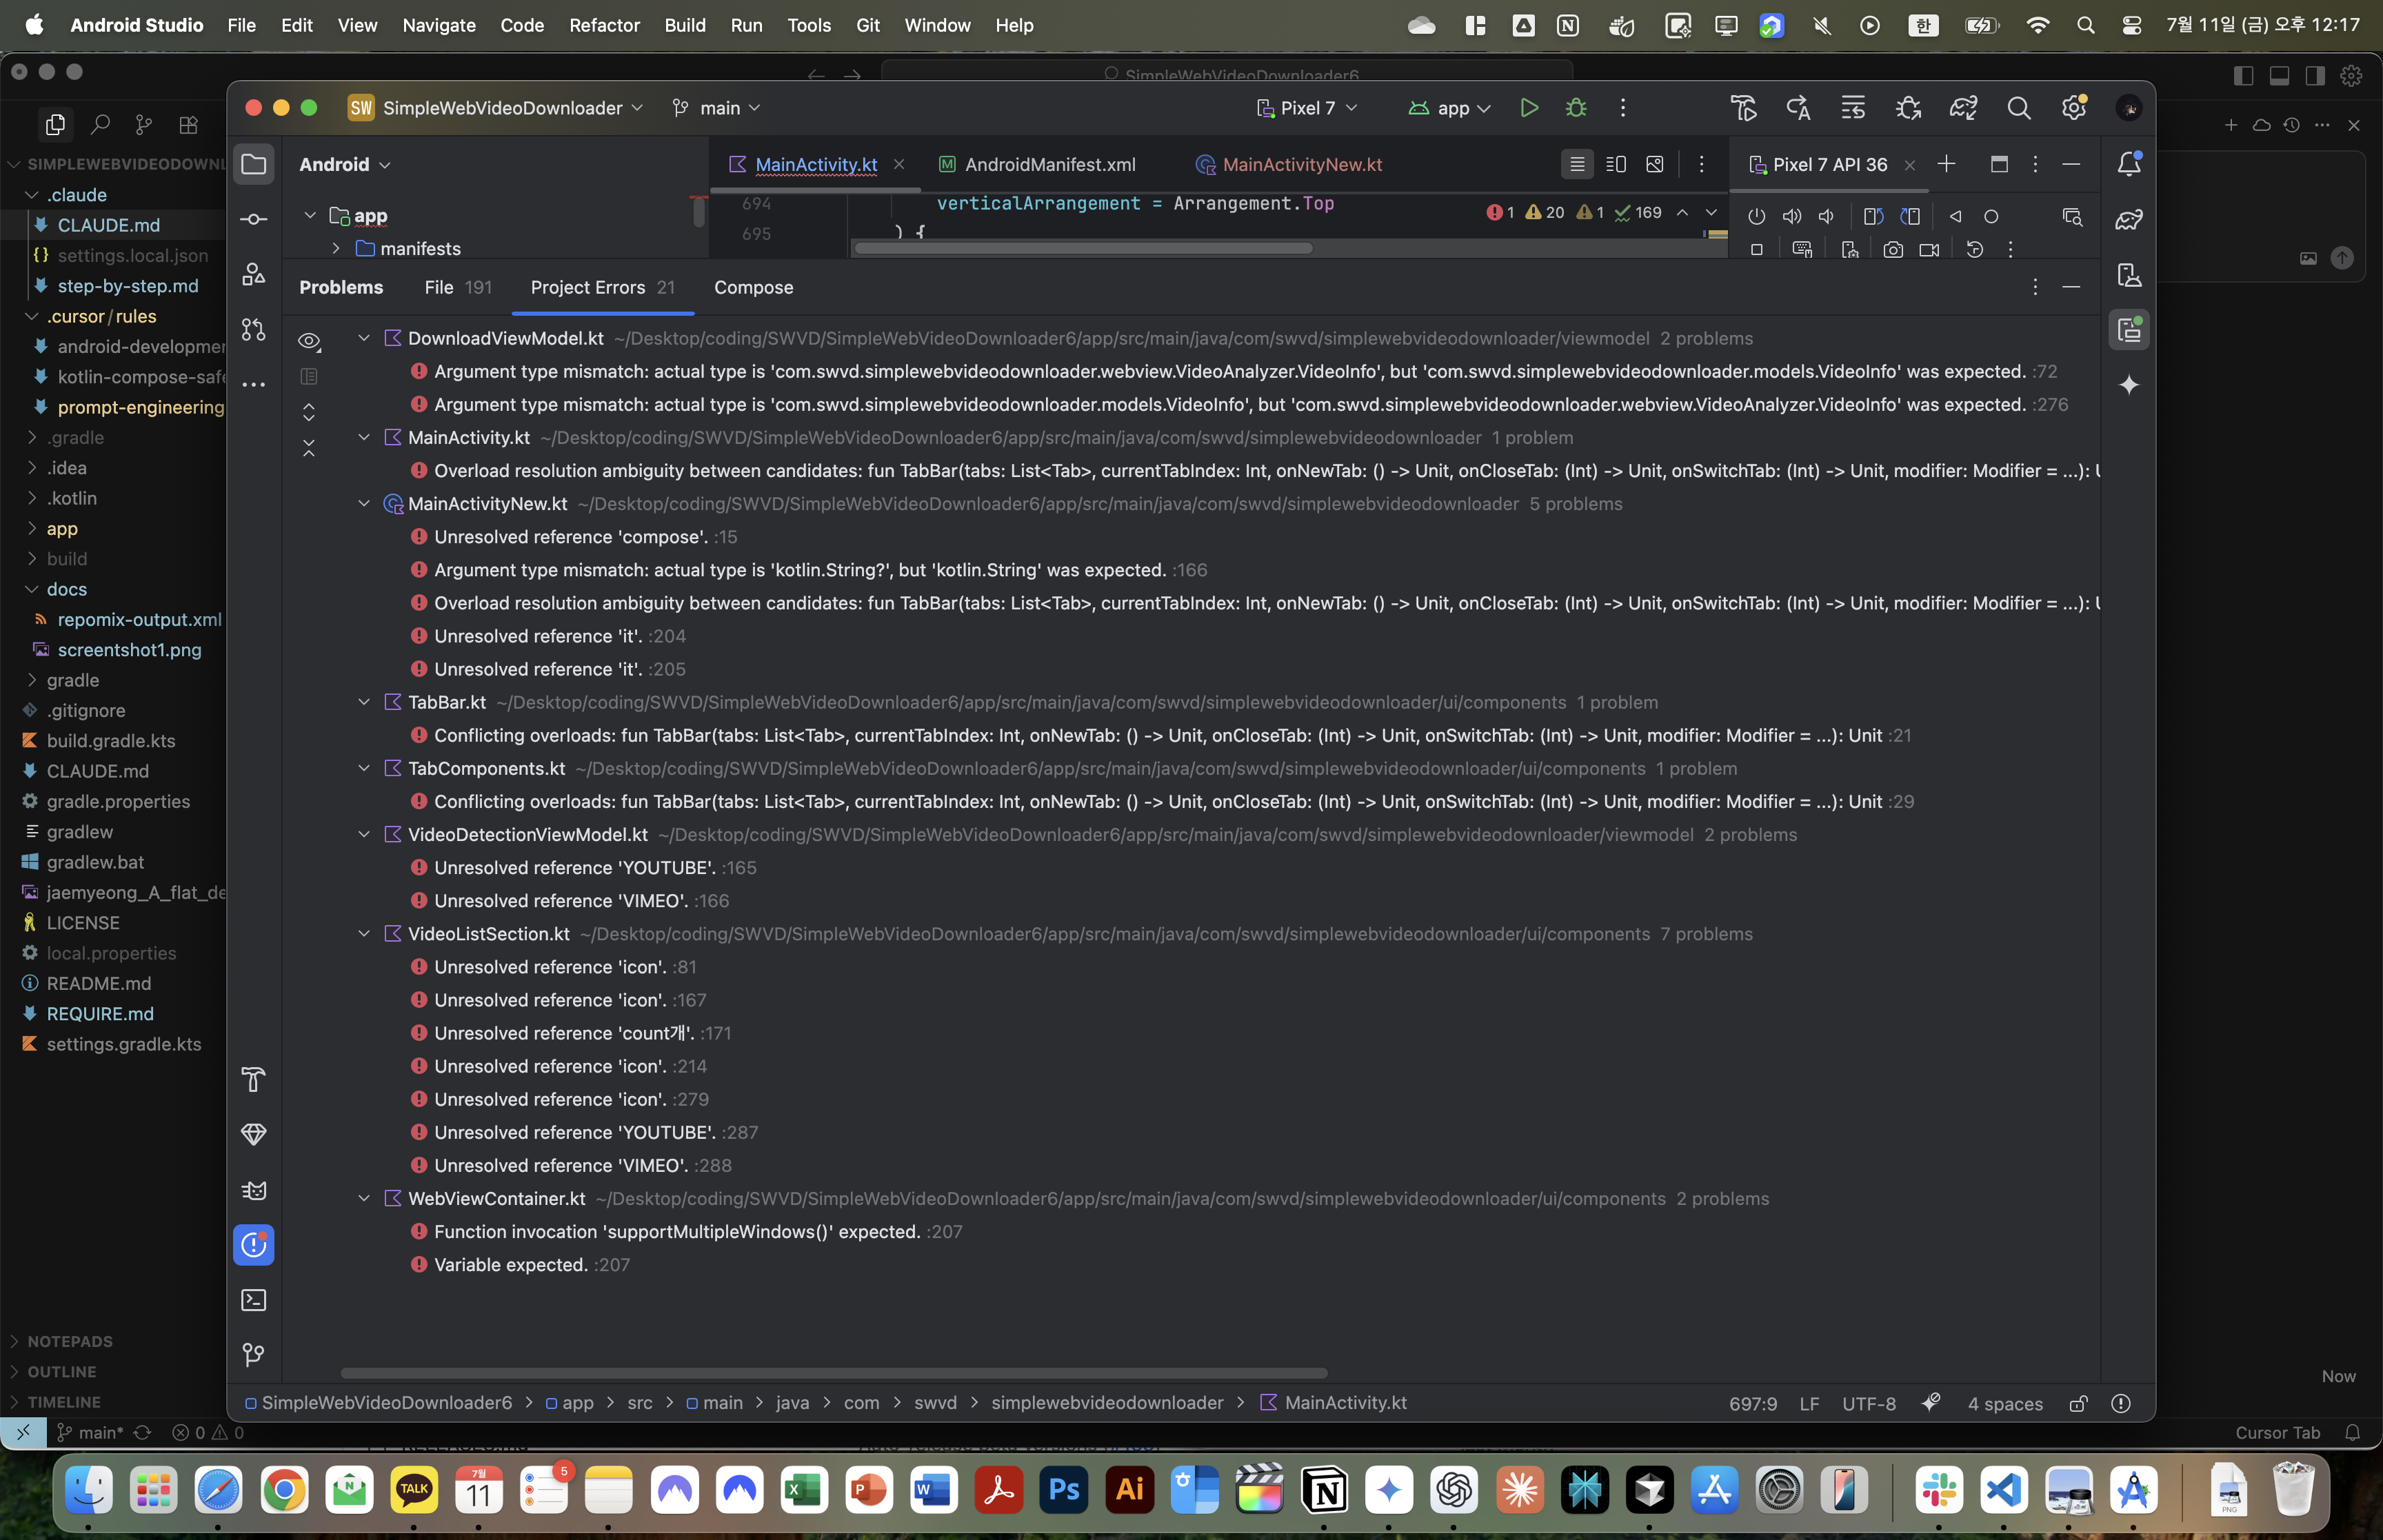 Android Studio File Edit View Navigate Code Refactor Build Run Tools Git Window Help
한 7월 11일 (금) 오후 12:17
SimpleWebVideoDownloader6
SW SimpleWebVideoDownloader main
Pixel 7 app
SIMPLEWEBVIDEODOWNL
.claude
CLAUDE.md
settings.local.json
step-by-step.md
.cursor/rules
android-developmer
kotlin-compose-safe
prompt-engineering
.gradle
.idea
.kotlin
app
build
docs
repomix-output.xml
screentshot1.png
gradle
.gitignore
build.gradle.kts
CLAUDE.md
gradle.properties
gradlew
gradlew.bat
jaemyeong_A_flat_de
LICENSE
local.properties
README.md
REQUIRE.md
settings.gradle.kts
NOTEPADS
OUTLINE
TIMELINE
Android
app
manifests
MainActivity.kt AndroidManifest.xml MainActivityNew.kt
Pixel 7 API 36
694 verticalArrangement = Arrangement.Top
695 ) {
1 20 1 169
Problems File 191 Project Errors 21 Compose
DownloadViewModel.kt ~/Desktop/coding/SWVD/SimpleWebVideoDownloader6/app/src/main/java/com/swvd/simplewebvideodownloader/viewmodel 2 problems
Argument type mismatch: actual type is 'com.swvd.simplewebvideodownloader.webview.VideoAnalyzer.VideoInfo', but 'com.swvd.simplewebvideodownloader.models.VideoInfo' was expected. :72
Argument type mismatch: actual type is 'com.swvd.simplewebvideodownloader.models.VideoInfo', but 'com.swvd.simplewebvideodownloader.webview.VideoAnalyzer.VideoInfo' was expected. :276
MainActivity.kt ~/Desktop/coding/SWVD/SimpleWebVideoDownloader6/app/src/main/java/com/swvd/simplewebvideodownloader 1 problem
Overload resolution ambiguity between candidates: fun TabBar(tabs: List<Tab>, currentTabIndex: Int, onNewTab: () -> Unit, onCloseTab: (Int) -> Unit, onSwitchTab: (Int) -> Unit, modifier: Modifier = ...): U
MainActivityNew.kt ~/Desktop/coding/SWVD/SimpleWebVideoDownloader6/app/src/main/java/com/swvd/simplewebvideodownloader 5 problems
Unresolved reference 'compose'. :15
Argument type mismatch: actual type is 'kotlin.String?', but 'kotlin.String' was expected. :166
Overload resolution ambiguity between candidates: fun TabBar(tabs: List<Tab>, currentTabIndex: Int, onNewTab: () -> Unit, onCloseTab: (Int) -> Unit, onSwitchTab: (Int) -> Unit, modifier: Modifier = ...): U
Unresolved reference 'it'. :204
Unresolved reference 'it'. :205
TabBar.kt ~/Desktop/coding/SWVD/SimpleWebVideoDownloader6/app/src/main/java/com/swvd/simplewebvideodownloader/ui/components 1 problem
Conflicting overloads: fun TabBar(tabs: List<Tab>, currentTabIndex: Int, onNewTab: () -> Unit, onCloseTab: (Int) -> Unit, onSwitchTab: (Int) -> Unit, modifier: Modifier = ...): Unit :21
TabComponents.kt ~/Desktop/coding/SWVD/SimpleWebVideoDownloader6/app/src/main/java/com/swvd/simplewebvideodownloader/ui/components 1 problem
Conflicting overloads: fun TabBar(tabs: List<Tab>, currentTabIndex: Int, onNewTab: () -> Unit, onCloseTab: (Int) -> Unit, onSwitchTab: (Int) -> Unit, modifier: Modifier = ...): Unit :29
VideoDetectionViewModel.kt ~/Desktop/coding/SWVD/SimpleWebVideoDownloader6/app/src/main/java/com/swvd/simplewebvideodownloader/viewmodel 2 problems
Unresolved reference 'YOUTUBE'. :165
Unresolved reference 'VIMEO'. :166
VideoListSection.kt ~/Desktop/coding/SWVD/SimpleWebVideoDownloader6/app/src/main/java/com/swvd/simplewebvideodownloader/ui/components 7 problems
Unresolved reference 'icon'. :81
Unresolved reference 'icon'. :167
Unresolved reference 'count개'. :171
Unresolved reference 'icon'. :214
Unresolved reference 'icon'. :279
Unresolved reference 'YOUTUBE'. :287
Unresolved reference 'VIMEO'. :288
WebViewContainer.kt ~/Desktop/coding/SWVD/SimpleWebVideoDownloader6/app/src/main/java/com/swvd/simplewebvideodownloader/ui/components 2 problems
Function invocation 'supportMultipleWindows()' expected. :207
Variable expected. :207
SimpleWebVideoDownloader6 > app > src > main > java > com > swvd > simplewebvideodownloader > MainActivity.kt
697:9 LF UTF-8 4 spaces
Now
main* 0 0
Cursor Tab
TALK 7월 11 5 N X P W Ps Ai N PNG